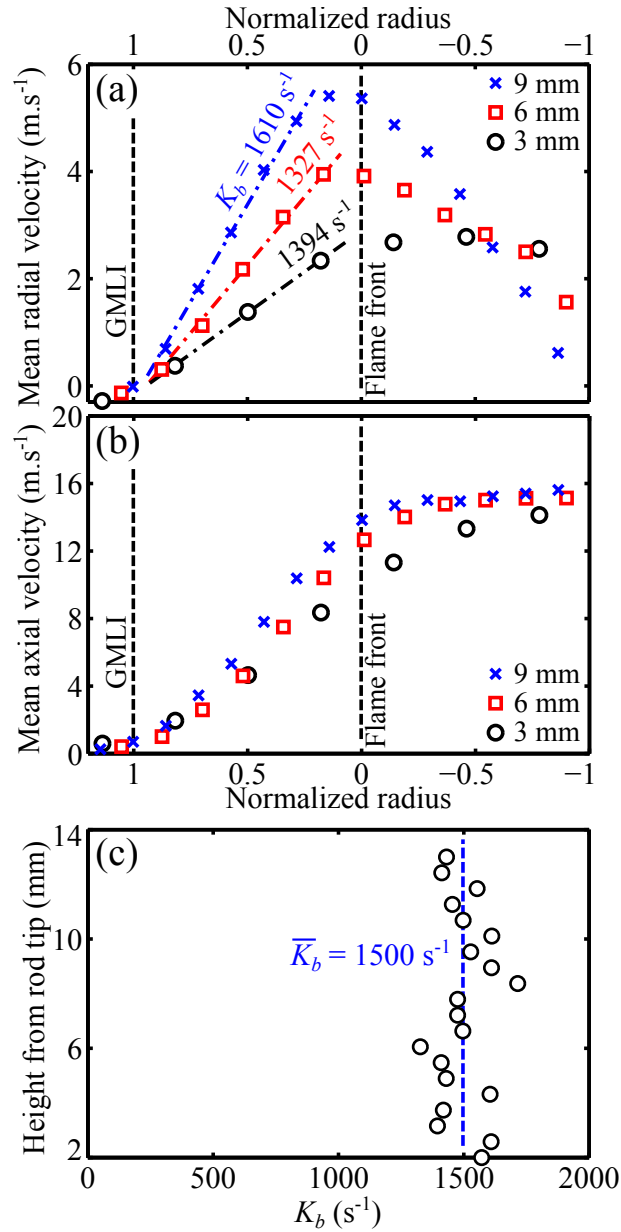 Normalized radius
1 0.5 0 −0.5 −1
(a)
Mean radial velocity (m.s⁻¹)
6
4
2
0
K_b = 1610 s⁻¹
1327 s⁻¹
1394 s⁻¹
9 mm
6 mm
3 mm
GMLI
Flame front
(b)
Mean axial velocity (m.s⁻¹)
20
16
12
8
4
0
GMLI
Flame front
9 mm
6 mm
3 mm
1 0.5 0 −0.5 −1
Normalized radius
(c)
Height from rod tip (mm)
14
10
6
2
K̅_b = 1500 s⁻¹
0 500 1000 1500 2000
K_b (s⁻¹)